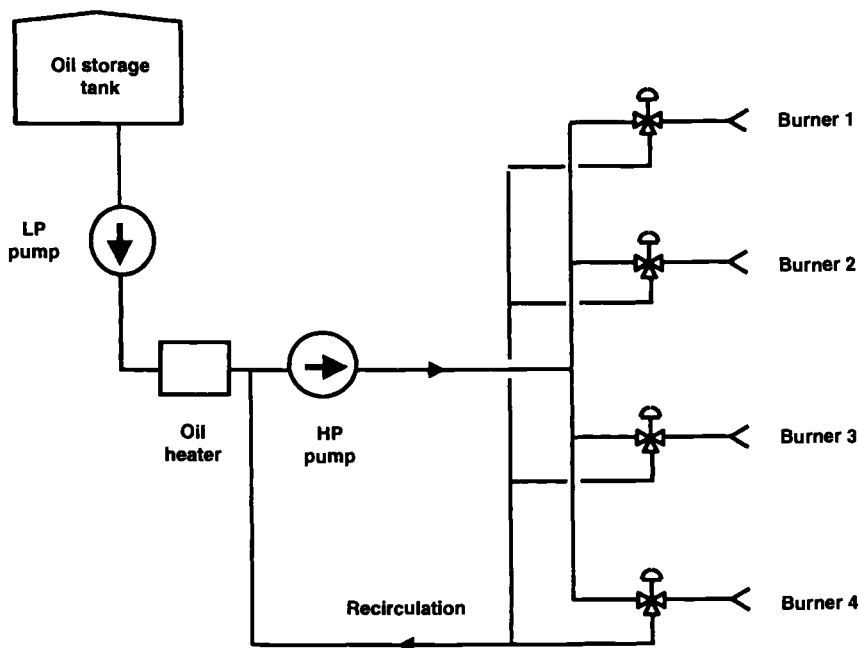 Oil storage
tank
Burner 1
LP
pump
Burner 2
Oil
heater
HP
pump
Burner 3
Recirculation
Burner 4